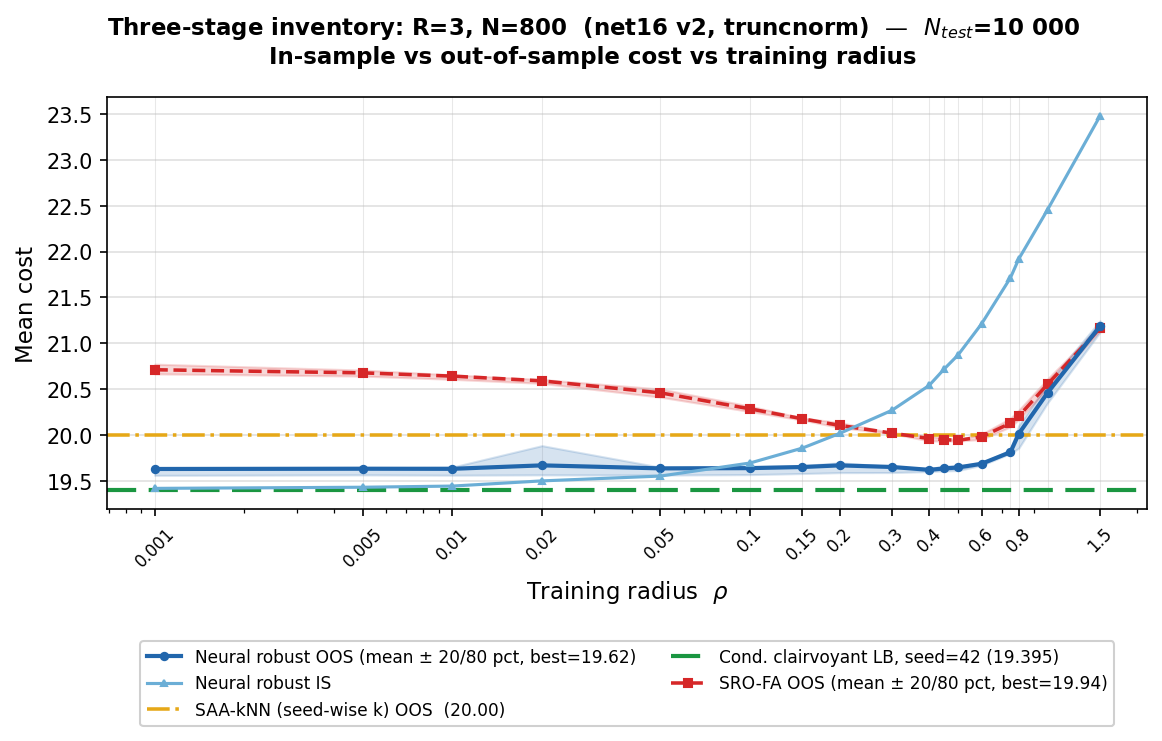 Three-stage inventory: R=3, N=800 (net16 v2, truncnorm) — N_{test}=10 000
In-sample vs out-of-sample cost vs training radius
Mean cost
23.5
23.0
22.5
22.0
21.5
21.0
20.5
20.0
19.5
0.001
0.005
0.01
0.02
0.05
0.1
0.15
0.2
0.3
0.4
0.6
0.8
1.5
Training radius ρ
Neural robust OOS (mean ± 20/80 pct, best=19.62)
Neural robust IS
SAA-kNN (seed-wise k) OOS (20.00)
Cond. clairvoyant LB, seed=42 (19.395)
SRO-FA OOS (mean ± 20/80 pct, best=19.94)